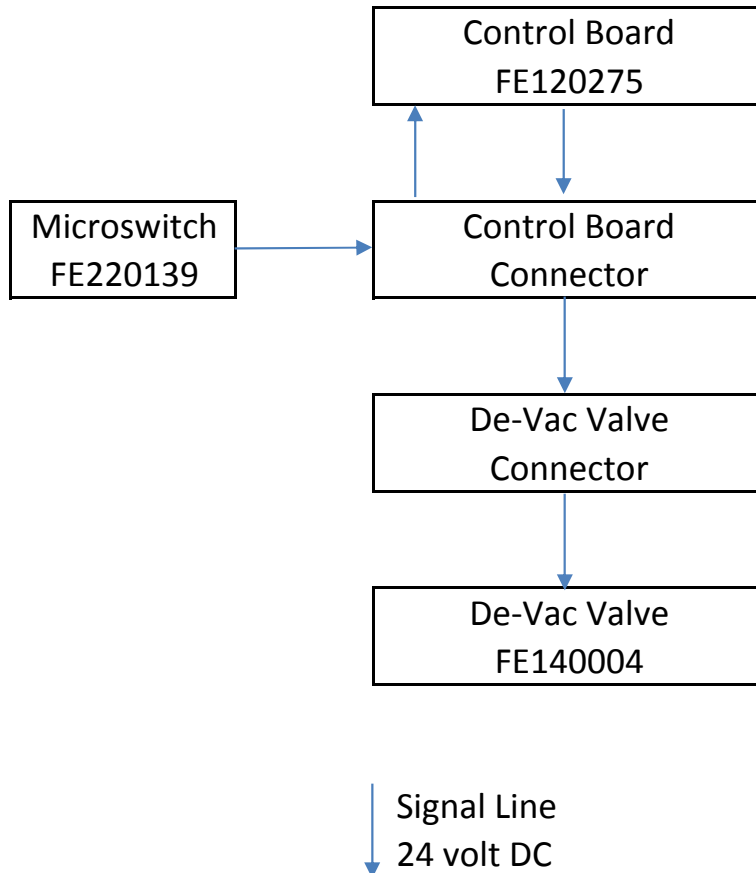 Control Board
FE120275
Microswitch
FE220139
Control Board
Connector
De-Vac Valve
Connector
De-Vac Valve
FE140004
Signal Line
24 volt DC